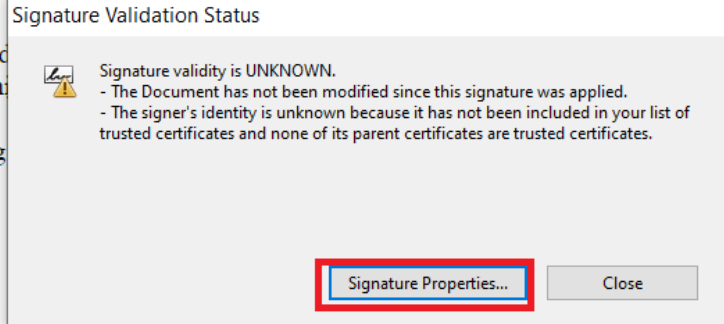 Signature Validation Status
Signature validity is UNKNOWN.
- The Document has not been modified since this signature was applied.
- The signer's identity is unknown because it has not been included in your list of
trusted certificates and none of its parent certificates are trusted certificates.
Signature Properties...
Close